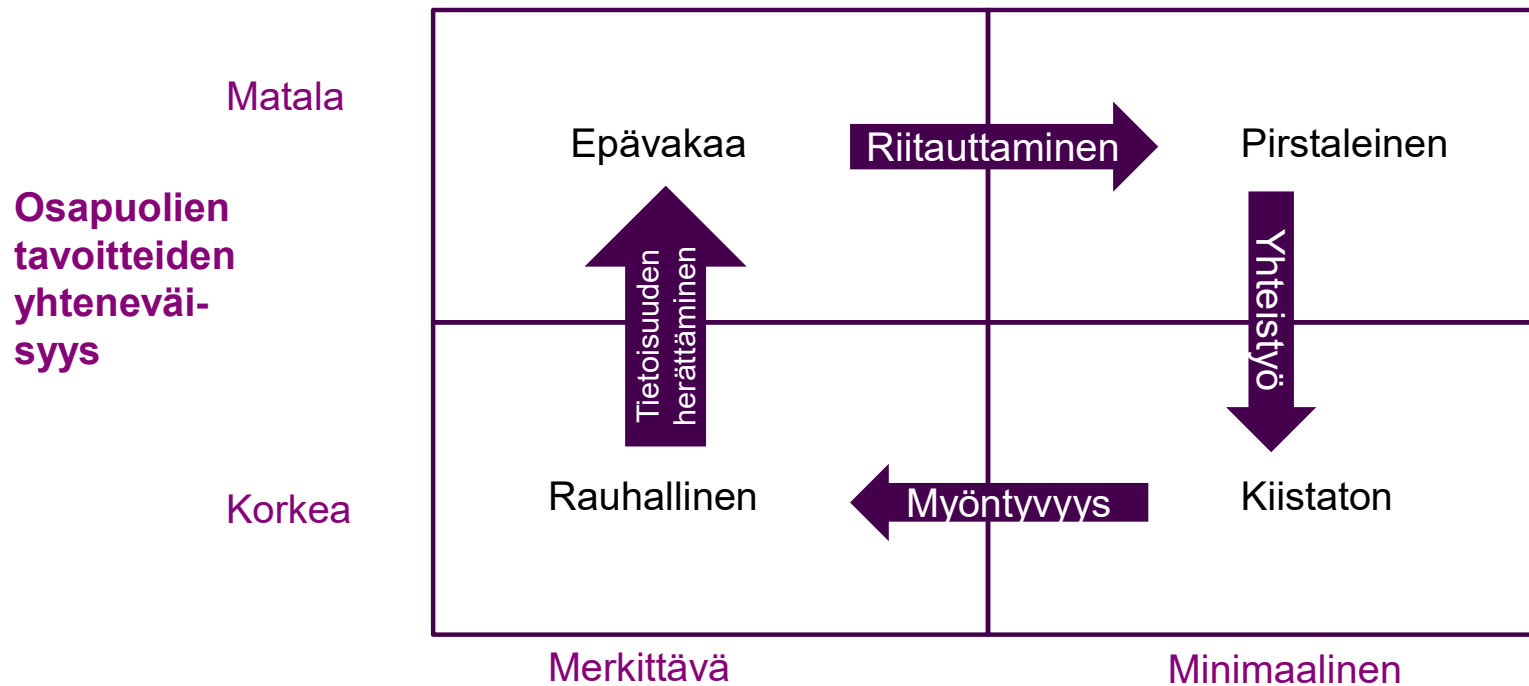 Matala
Epävakaa
Riitauttaminen
Pirstaleinen
Osapuolien
tavoitteiden
yhteneväi-
syys
Tietoisuuden
herättäminen
Yhteistyö
Korkea
Rauhallinen
Myöntyvyys
Kiistaton
Merkittävä
Minimaalinen